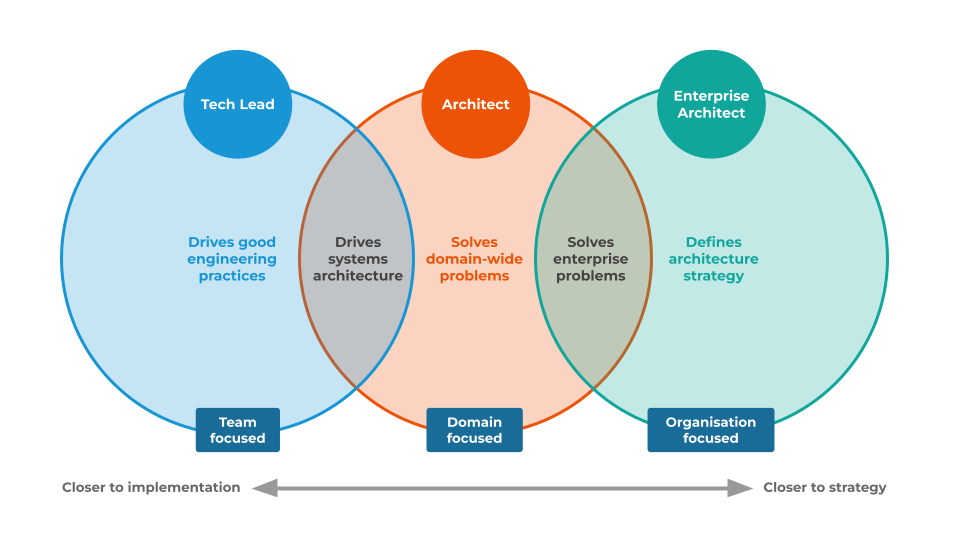 Tech Lead
Architect
Enterprise
Architect
Drives good
engineering
practices
Drives
systems
architecture
Solves
domain-wide
problems
Solves
enterprise
problems
Defines
architecture
strategy
Team
focused
Domain
focused
Organisation
focused
Closer to implementation
Closer to strategy